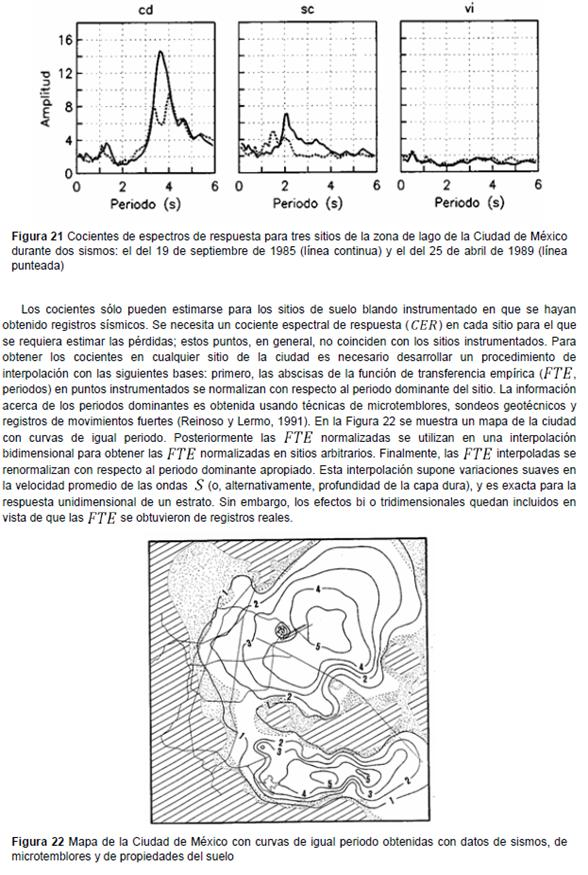 cd sc vi
16
12
8
4
0
Amplitud
0 2 4 6 0 2 4 6 0 2 4 6
Periodo (s) Periodo (s) Periodo (s)
Figura 21 Cocientes de espectros de respuesta para tres sitios de la zona de lago de la Ciudad de México
durante dos sismos: el del 19 de septiembre de 1985 (línea continua) y el del 25 de abril de 1989 (línea
punteada)
Los cocientes sólo pueden estimarse para los sitios de suelo blando instrumentado en que se hayan
obtenido registros sísmicos. Se necesita un cociente espectral de respuesta (CER) en cada sitio para el que
se requiera estimar las pérdidas; estos puntos, en general, no coinciden con los sitios instrumentados. Para
obtener los cocientes en cualquier sitio de la ciudad es necesario desarrollar un procedimiento de
interpolación con las siguientes bases: primero, las abscisas de la función de transferencia empírica (FTE,
periodos) en puntos instrumentados se normalizan con respecto al periodo dominante del sitio. La información
acerca de los periodos dominantes es obtenida usando técnicas de microtemblores, sondeos geotécnicos y
registros de movimientos fuertes (Reinoso y Lermo, 1991). En la Figura 22 se muestra un mapa de la ciudad
con curvas de igual periodo. Posteriormente las FTE normalizadas se utilizan en una interpolación
bidimensional para obtener las FTE normalizadas en sitios arbitrarios. Finalmente, las FTE interpoladas se
renormalizan con respecto al periodo dominante apropiado. Esta interpolación supone variaciones suaves en
la velocidad promedio de las ondas S (o, alternativamente, profundidad de la capa dura), y es exacta para la
respuesta unidimensional de un estrato. Sin embargo, los efectos bi o tridimensionales quedan incluidos en
vista de que las FTE se obtuvieron de registros reales.
4
1
2
3
5
4
2
1
2
1
2
3
5
5
4
3
2
1
Figura 22 Mapa de la Ciudad de México con curvas de igual periodo obtenidas con datos de sismos, de
microtemblores y de propiedades del suelo